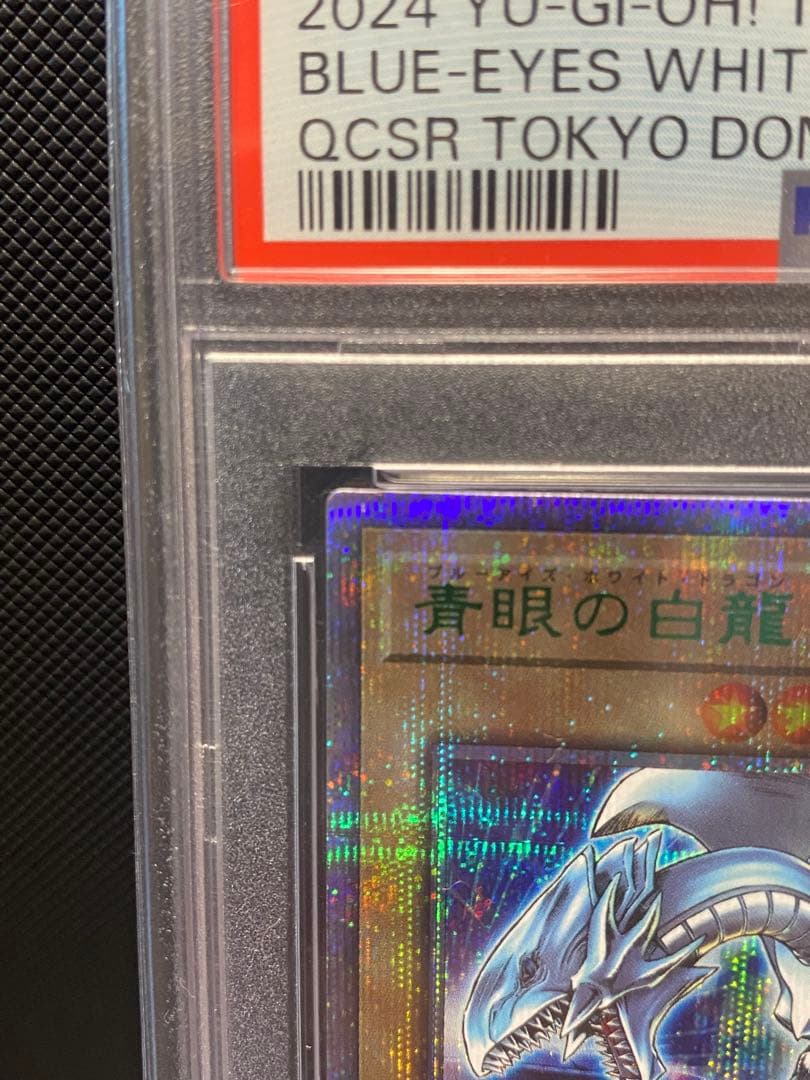 2024 YU-GI-OH!
BLUE-EYES WHIT
QCSR TOKYO DOM
ブルーアイズ・ホワイト・ドラゴン
青眼の白龍